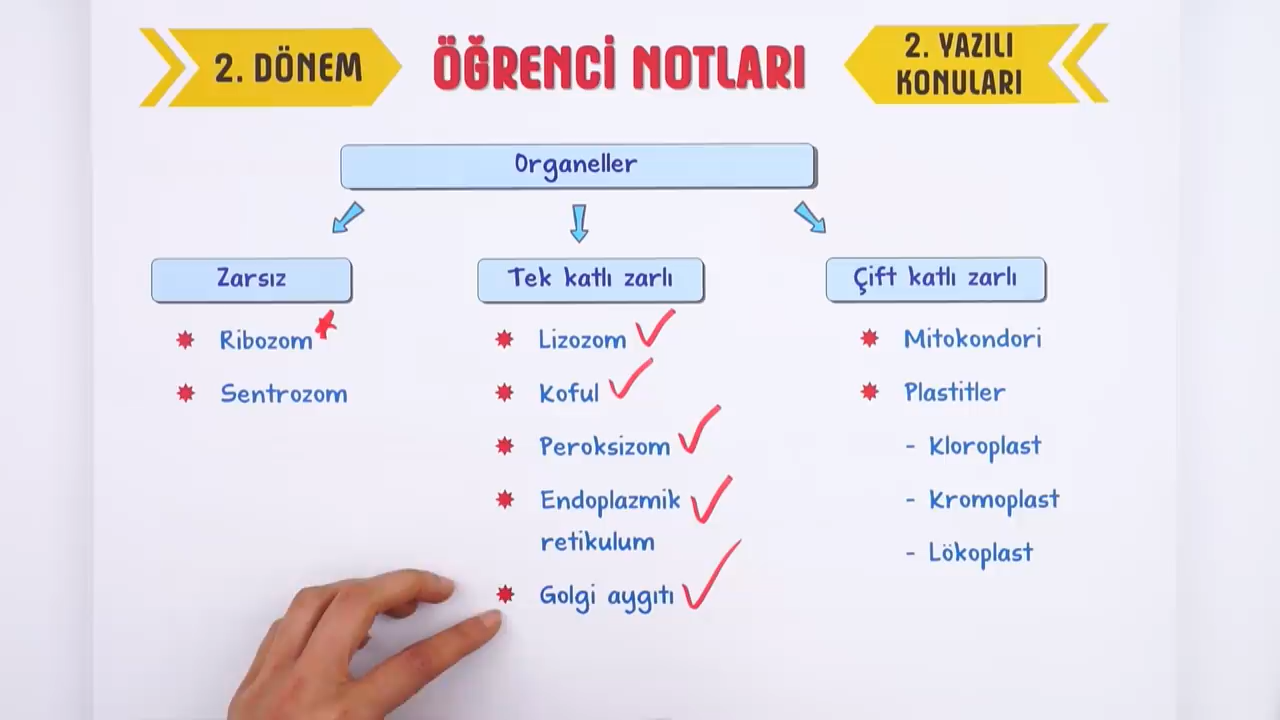 2. DÖNEM
ÖĞRENCİ NOTLARI
2. YAZILI
KONULARI
Organeller
Zarsız
Ribozom
Sentrozom
Tek katlı zarlı
Lizozom
Koful
Peroksizom
Endoplazmik
retikulum
Golgi aygıtı
Çift katlı zarlı
Mitokondori
Plastitler
- Kloroplast
- Kromoplast
- Lökoplast